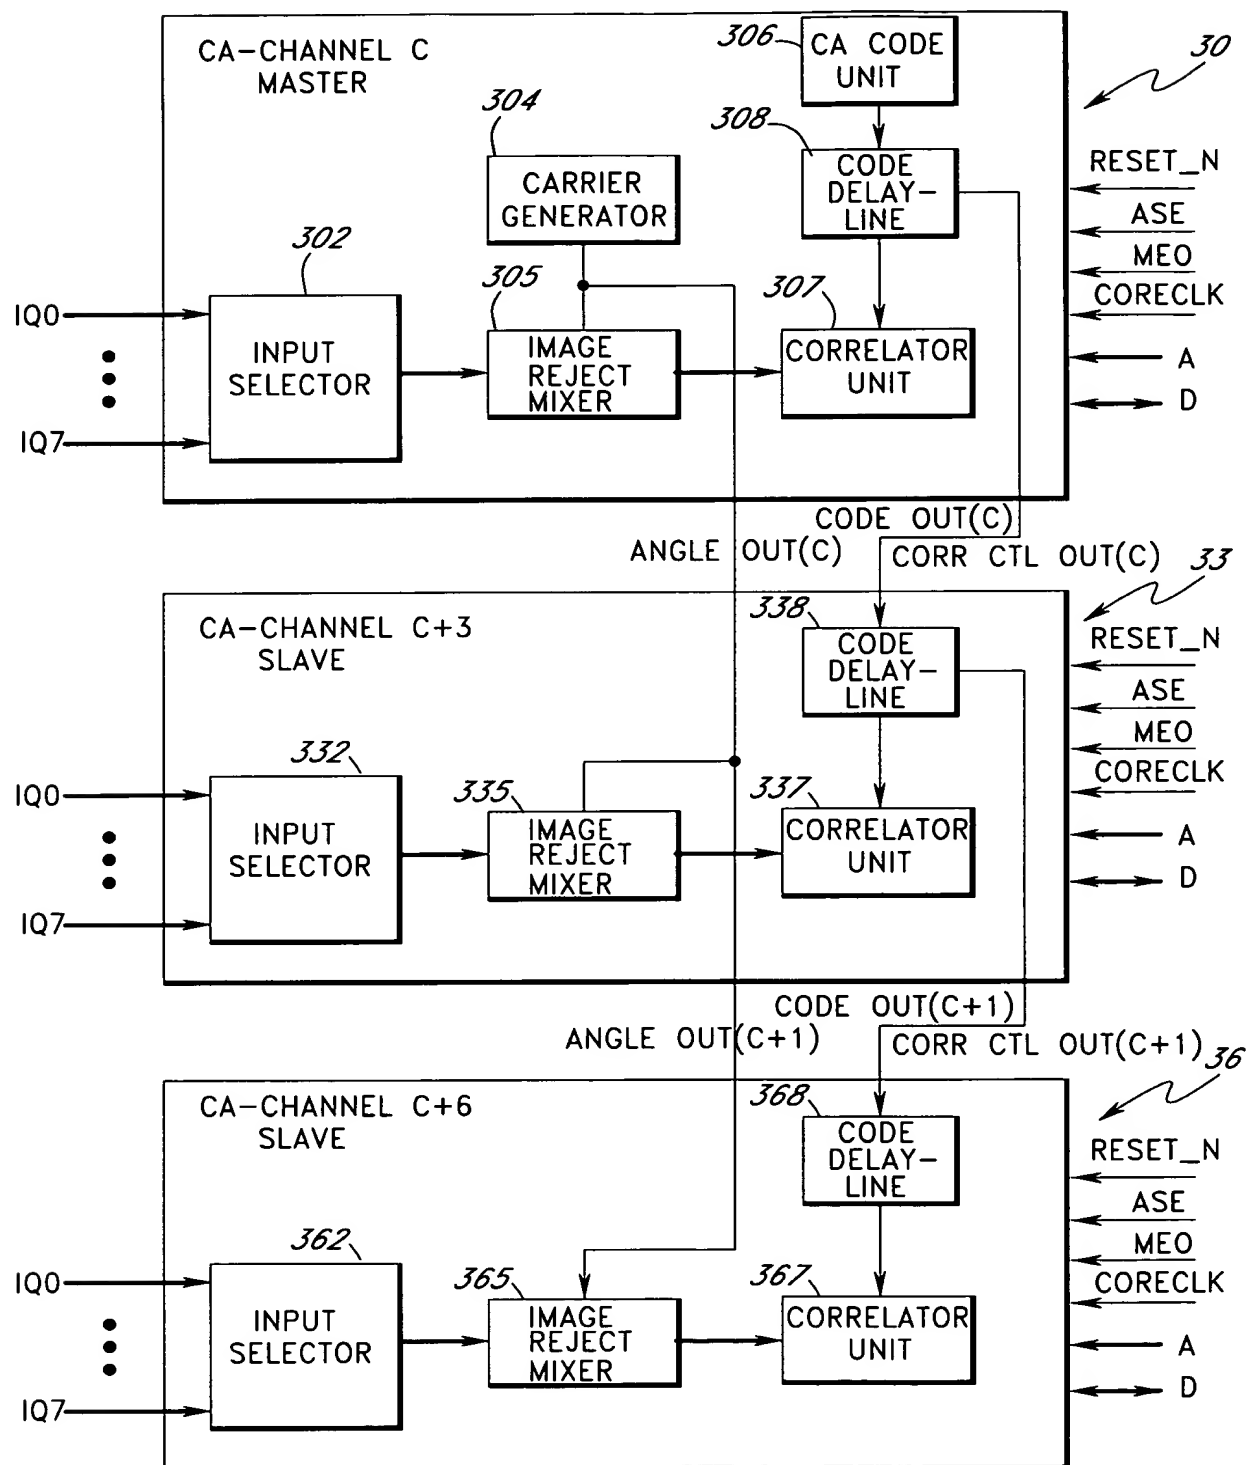 CA-CHANNEL C
MASTER
306
CA CODE
UNIT
30
304
308
CARRIER
GENERATOR
CODE
DELAY-
LINE
RESET_N
ASE
MEO
CORECLK
A
D
302
305
307
IQ0
IQ7
INPUT
SELECTOR
IMAGE
REJECT
MIXER
CORRELATOR
UNIT
CODE OUT(C)
ANGLE OUT(C)
CORR CTL OUT(C)
33
CA-CHANNEL C+3
SLAVE
338
CODE
DELAY-
LINE
RESET_N
ASE
MEO
CORECLK
A
D
332
335
337
IQ0
IQ7
INPUT
SELECTOR
IMAGE
REJECT
MIXER
CORRELATOR
UNIT
CODE OUT(C+1)
ANGLE OUT(C+1)
CORR CTL OUT(C+1)
36
CA-CHANNEL C+6
SLAVE
368
CODE
DELAY-
LINE
RESET_N
ASE
MEO
CORECLK
A
D
362
365
367
IQ0
IQ7
INPUT
SELECTOR
IMAGE
REJECT
MIXER
CORRELATOR
UNIT